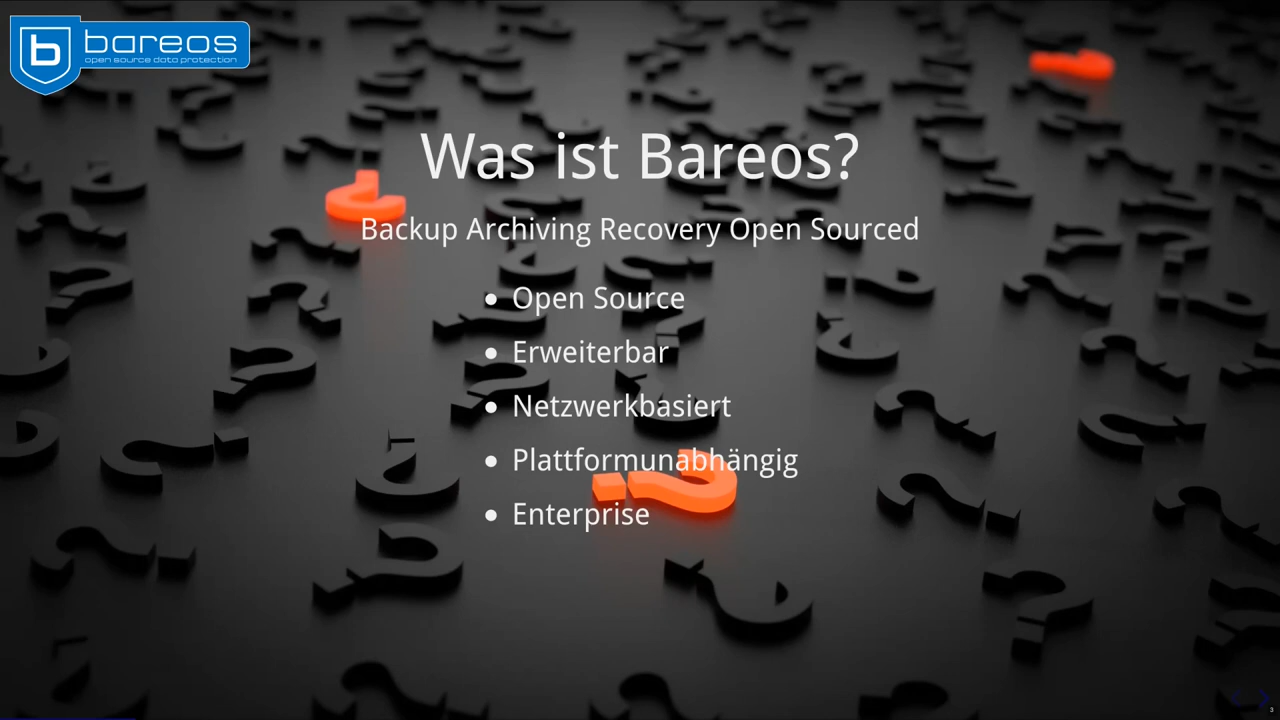 bareos
open source data protection
Was ist Bareos?
Backup Archiving Recovery Open Sourced
Open Source
Erweiterbar
Netzwerkbasiert
Plattformunabhängig
Enterprise
3